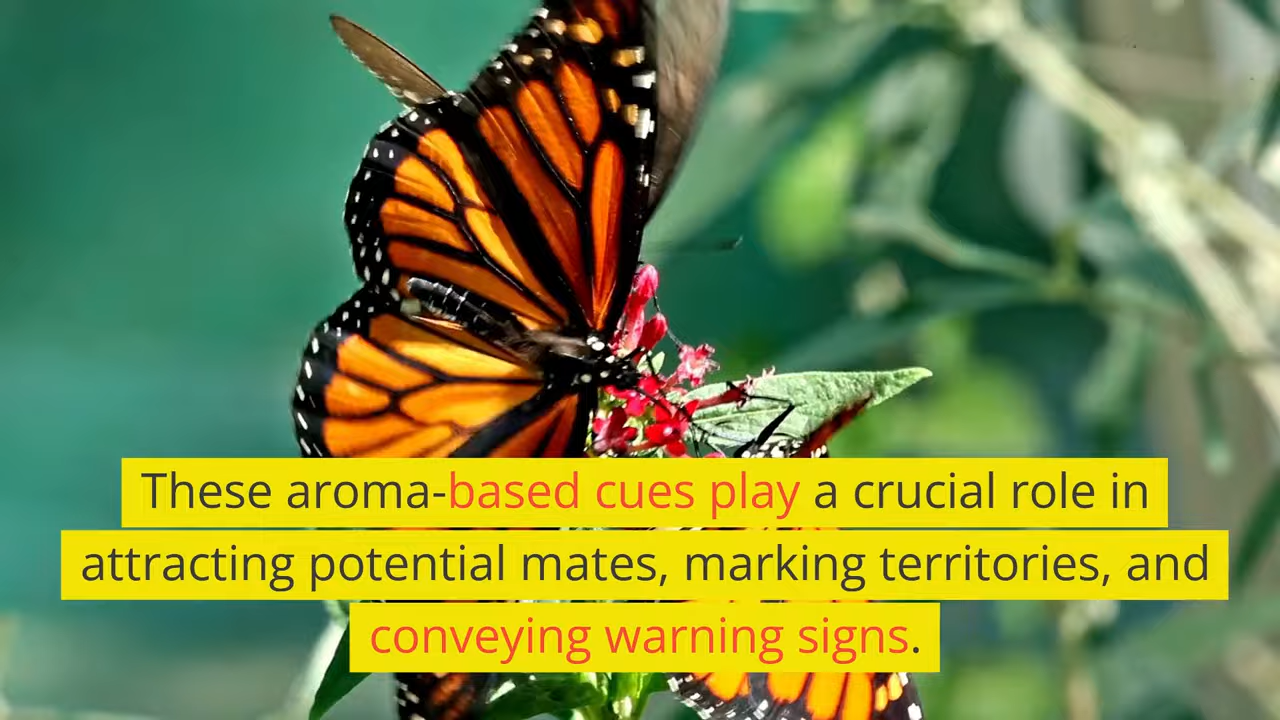 These aroma-based cues play a crucial role in
attracting potential mates, marking territories, and
conveying warning signs.